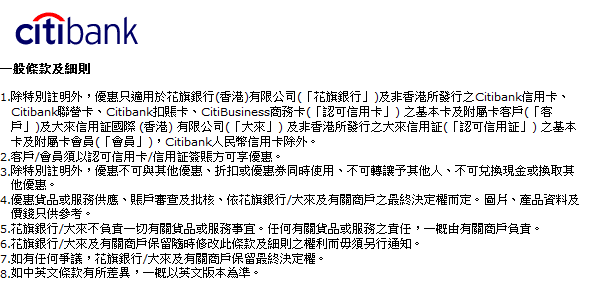 citibank
一般條款及細則
1.除特別註明外，優惠只適用於花旗銀行(香港)有限公司(「花旗銀行」)及非香港所發行之Citibank信用卡、
Citibank聯營卡、Citibank扣賬卡、CitiBusiness商務卡(「認可信用卡」) 之基本卡及附屬卡客戶(「客
戶」)及大來信用証國際 (香港) 有限公司(「大來」) 及非香港所發行之大來信用証(「認可信用証」) 之基本
卡及附屬卡會員(「會員」)，Citibank人民幣信用卡除外。
2.客戶/會員須以認可信用卡/信用証簽賬方可享優惠。
3.除特別註明外，優惠不可與其他優惠、折扣或優惠券同時使用、不可轉讓予其他人、不可兌換現金或換取其
他優惠。
4.優惠貨品或服務供應、賬戶審查及批核、依花旗銀行/大來及有關商戶之最終決定權而定。圖片、產品資料及
價錢只供參考。
5.花旗銀行/大來不負責一切有關貨品或服務事宜。任何有關貨品或服務之責任，一概由有關商戶負責。
6.花旗銀行/大來及有關商戶保留隨時修改此條款及細則之權利而毋須另行通知。
7.如有任何爭議，花旗銀行/大來及有關商戶保留最終決定權。
8.如中英文條款有所差異，一概以英文版本為準。